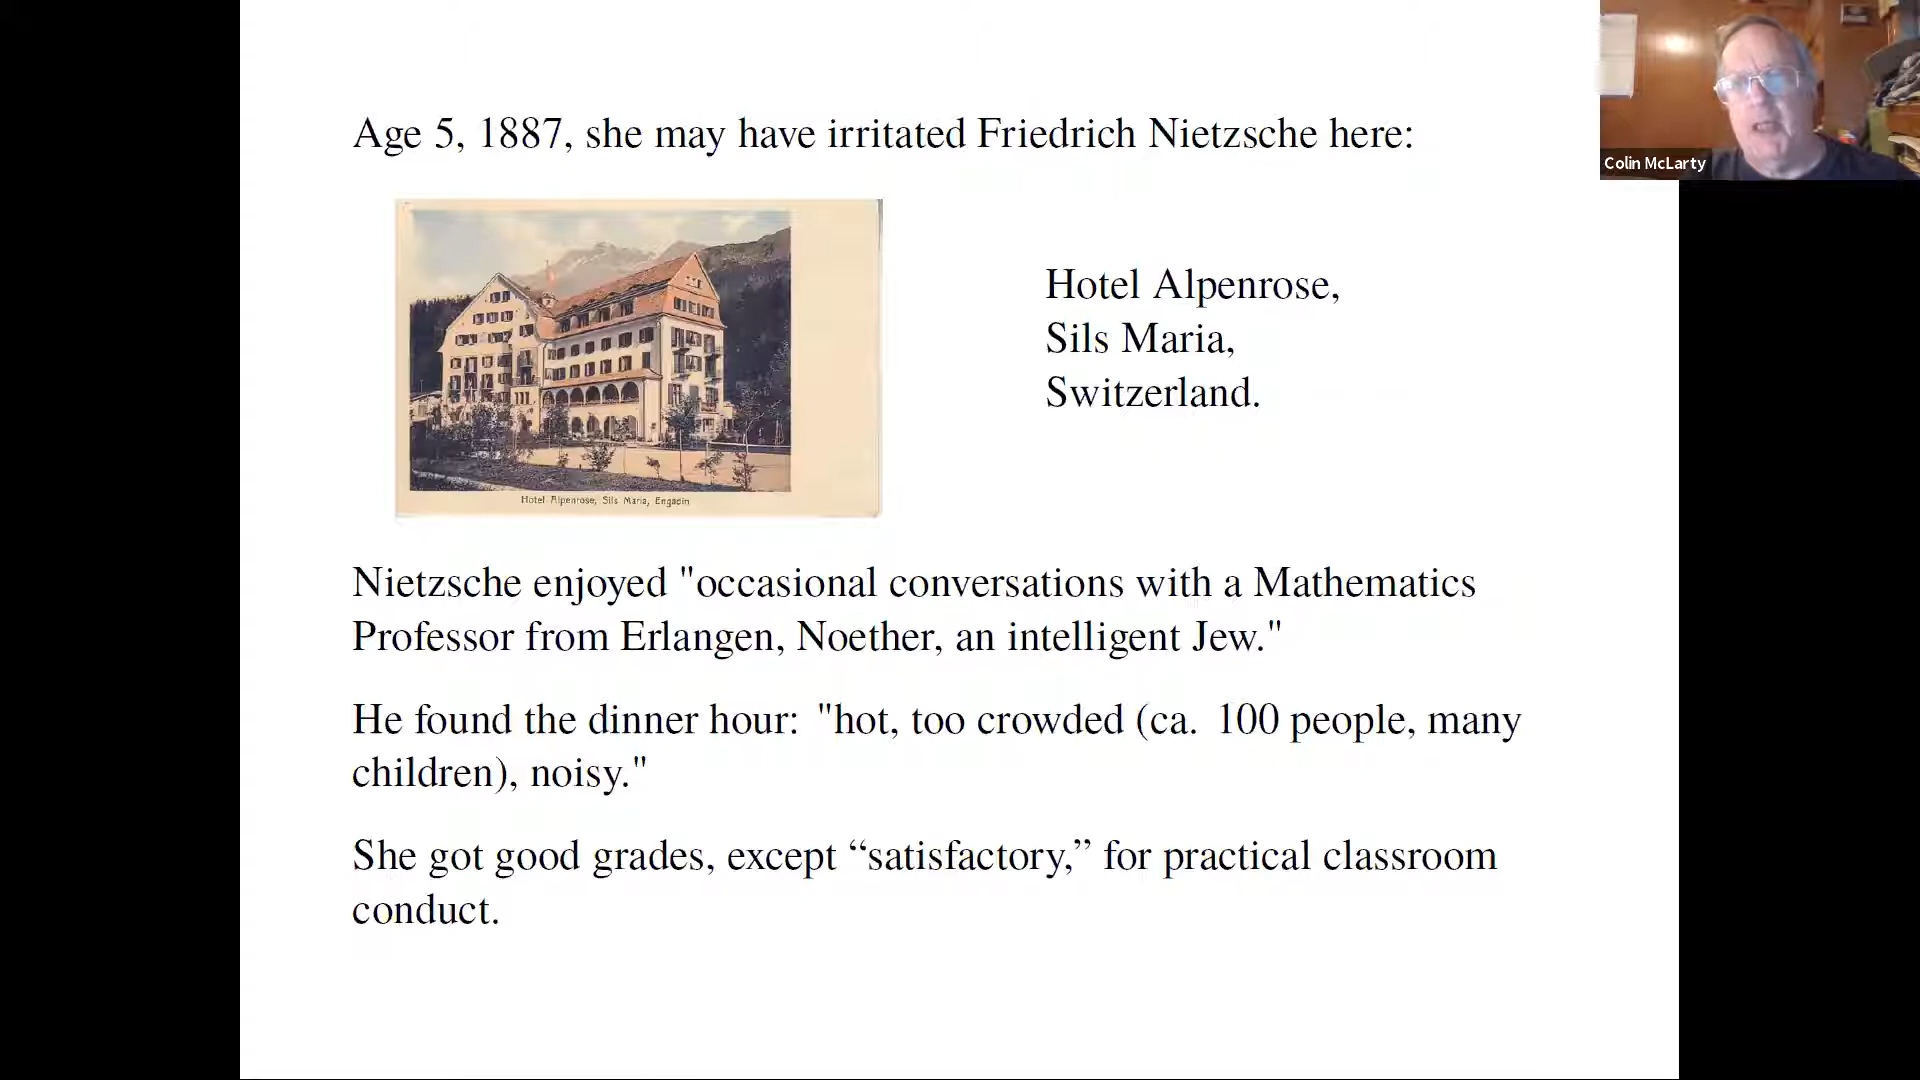 Age 5, 1887, she may have irritated Friedrich Nietzsche here:
Colin McLarty
Hotel Alpenrose,
Sils Maria,
Switzerland.
Hotel Alpenrose, Sils Maria, Engadin
Nietzsche enjoyed "occasional conversations with a Mathematics
Professor from Erlangen, Noether, an intelligent Jew."
He found the dinner hour: "hot, too crowded (ca. 100 people, many
children), noisy."
She got good grades, except “satisfactory,” for practical classroom
conduct.